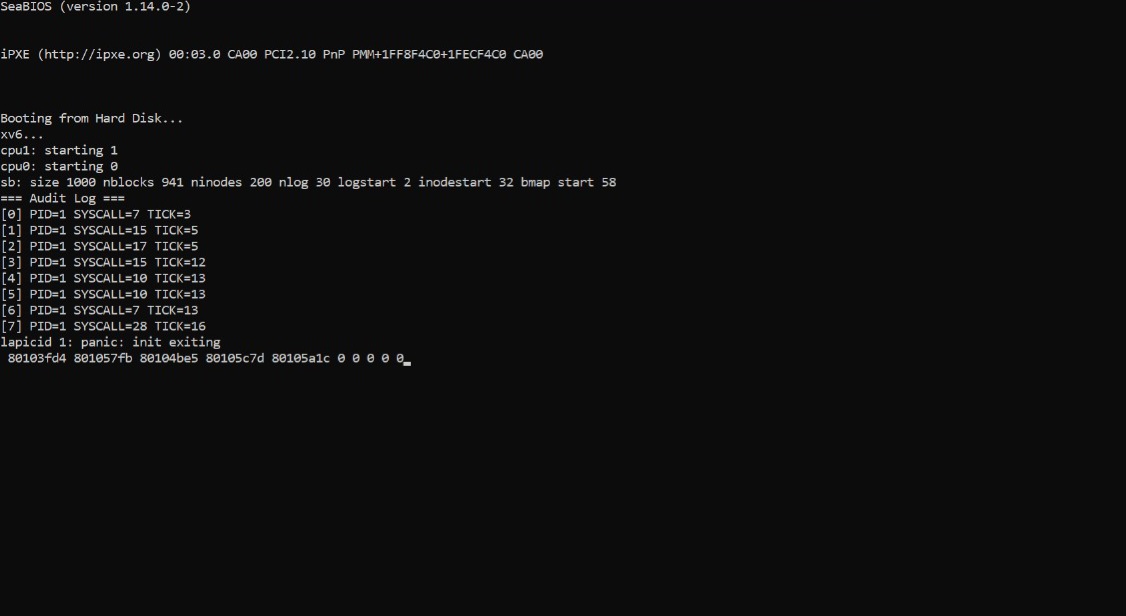 SeaBIOS (version 1.14.0-2)
iPXE (http://ipxe.org) 00:03.0 CA00 PCI2.10 PnP PMM+1FF8F4C0+1FECF4C0 CA00
Booting from Hard Disk...
xv6...
cpu1: starting 1
cpu0: starting 0
sb: size 1000 nblocks 941 ninodes 200 nlog 30 logstart 2 inodestart 32 bmap start 58
=== Audit Log ===
[0] PID=1 SYSCALL=7 TICK=3
[1] PID=1 SYSCALL=15 TICK=5
[2] PID=1 SYSCALL=17 TICK=5
[3] PID=1 SYSCALL=15 TICK=12
[4] PID=1 SYSCALL=10 TICK=13
[5] PID=1 SYSCALL=10 TICK=13
[6] PID=1 SYSCALL=7 TICK=13
[7] PID=1 SYSCALL=28 TICK=16
lapicid 1: panic: init exiting
80103fd4 801057fb 80104be5 80105c7d 80105a1c 0 0 0 0 0